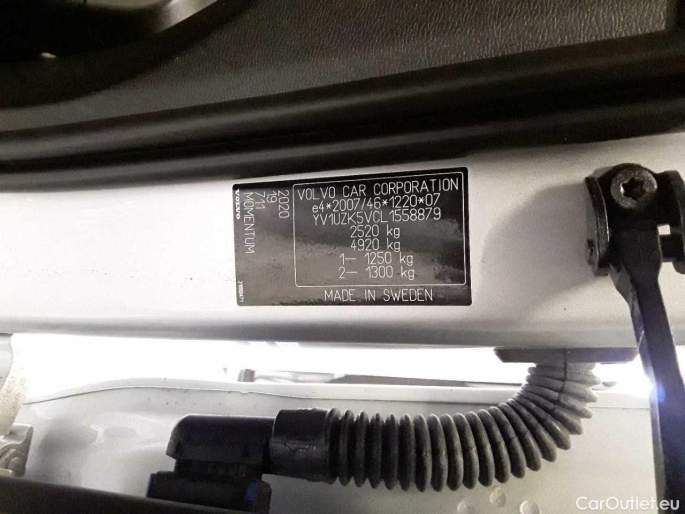 VOLVO CAR CORPORATION
e4*2007/46*1220*07
YV1UZK5VCL1558879
2520 kg
4920 kg
1– 1250 kg
2– 1300 kg
MADE IN SWEDEN
2020
19
711
MOMENTUM
VOLVO
CarOutlet.eu